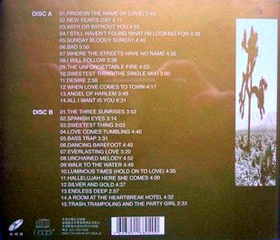 DISC A
01.PRIDE(IN THE NAME OF LOVE) 3:49
02.NEW YEAR'S DAY 4:17
03.WITH OR WITHOUT YOU 4:55
04.I STILL HAVEN'T FOUND WHAT I'M LOOKING FOR 4:36
05.SUNDAY BLOODY SUNDAY 4:40
06.BAD 5:50
07.WHERE THE STREETS HAVE NO NAME 4:35
08.I WILL FOLLOW 3:36
09.THE UNFORGETTABLE FIRE 4:53
10.SWEETEST THING(THE SINGLE MIX) 3:00
11.DESIRE 2:58
12.WHEN LOVE COMES TO TOWN 4:17
13.ANGEL OF HARLEM 3:49
14.ALL I WANT IS YOU 6:31
DISC B
01.THE THREE SUNRISES 3:52
02.SPANISH EYES 3:14
03.SWEETEST THING 3:03
04.LOVE COMES TUMBLING 4:40
05.BASS TRAP 3:31
06.DANCING BAREFOOT 4:45
07.EVERLASTING LOVE 3:20
08.UNCHAINED MELODY 4:52
09.WALK TO THE WATER 4:49
10.LUMINOUS TIMES (HOLD ON TO LOVE) 4:35
11.HALLELUJAH HERE SHE COMES 4:00
12.SILVER AND GOLD 4:37
13.ENDLESS DEEP 2:57
14.A ROOM AT THE HEARTBREAK HOTEL 4:32
15.TRASH,TRAMPOLINE AND THE PARTY GIRL 2:33